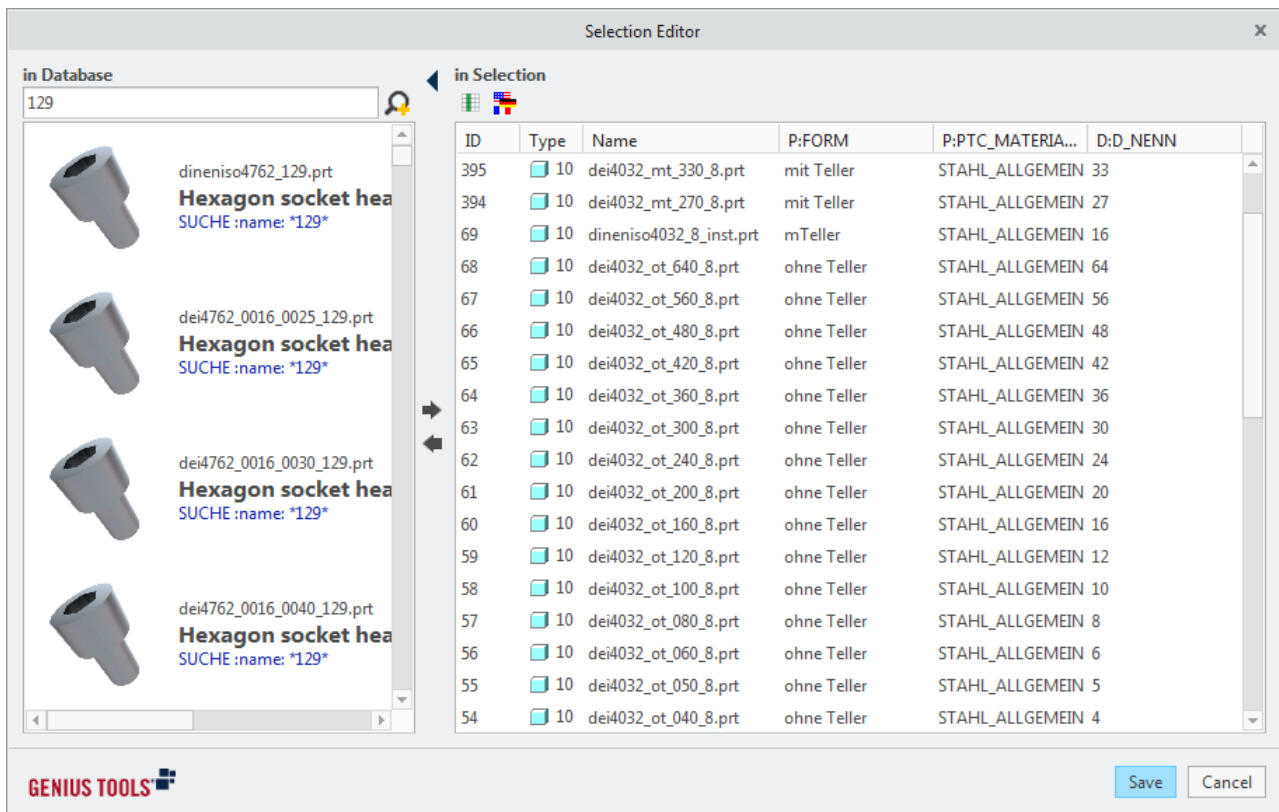 Selection Editor x
in Database
129
dineniso4762_129.prt
Hexagon socket hea
SUCHE :name: *129*
dei4762_0016_0025_129.prt
Hexagon socket hea
SUCHE :name: *129*
dei4762_0016_0030_129.prt
Hexagon socket hea
SUCHE :name: *129*
dei4762_0016_0040_129.prt
Hexagon socket hea
SUCHE :name: *129*
in Selection
ID Type Name P:FORM P:PTC_MATERIA... D:D_NENN
395 10 dei4032_mt_330_8.prt mit Teller STAHL_ALLGEMEIN 33
394 10 dei4032_mt_270_8.prt mit Teller STAHL_ALLGEMEIN 27
69 10 dineniso4032_8_inst.prt mTeller STAHL_ALLGEMEIN 16
68 10 dei4032_ot_640_8.prt ohne Teller STAHL_ALLGEMEIN 64
67 10 dei4032_ot_560_8.prt ohne Teller STAHL_ALLGEMEIN 56
66 10 dei4032_ot_480_8.prt ohne Teller STAHL_ALLGEMEIN 48
65 10 dei4032_ot_420_8.prt ohne Teller STAHL_ALLGEMEIN 42
64 10 dei4032_ot_360_8.prt ohne Teller STAHL_ALLGEMEIN 36
63 10 dei4032_ot_300_8.prt ohne Teller STAHL_ALLGEMEIN 30
62 10 dei4032_ot_240_8.prt ohne Teller STAHL_ALLGEMEIN 24
61 10 dei4032_ot_200_8.prt ohne Teller STAHL_ALLGEMEIN 20
60 10 dei4032_ot_160_8.prt ohne Teller STAHL_ALLGEMEIN 16
59 10 dei4032_ot_120_8.prt ohne Teller STAHL_ALLGEMEIN 12
58 10 dei4032_ot_100_8.prt ohne Teller STAHL_ALLGEMEIN 10
57 10 dei4032_ot_080_8.prt ohne Teller STAHL_ALLGEMEIN 8
56 10 dei4032_ot_060_8.prt ohne Teller STAHL_ALLGEMEIN 6
55 10 dei4032_ot_050_8.prt ohne Teller STAHL_ALLGEMEIN 5
54 10 dei4032_ot_040_8.prt ohne Teller STAHL_ALLGEMEIN 4
GENIUS TOOLS
Save Cancel